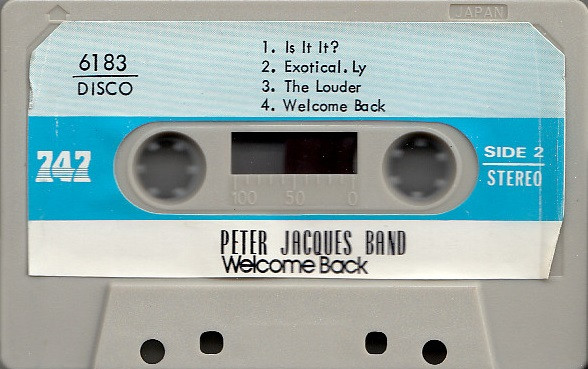 JAPAN
6183
DISCO
1. Is It It?
2. Exotical.Ly
3. The Louder
4. Welcome Back
747
SIDE 2
STEREO
100 50 0
PETER JACQUES BAND
Welcome Back